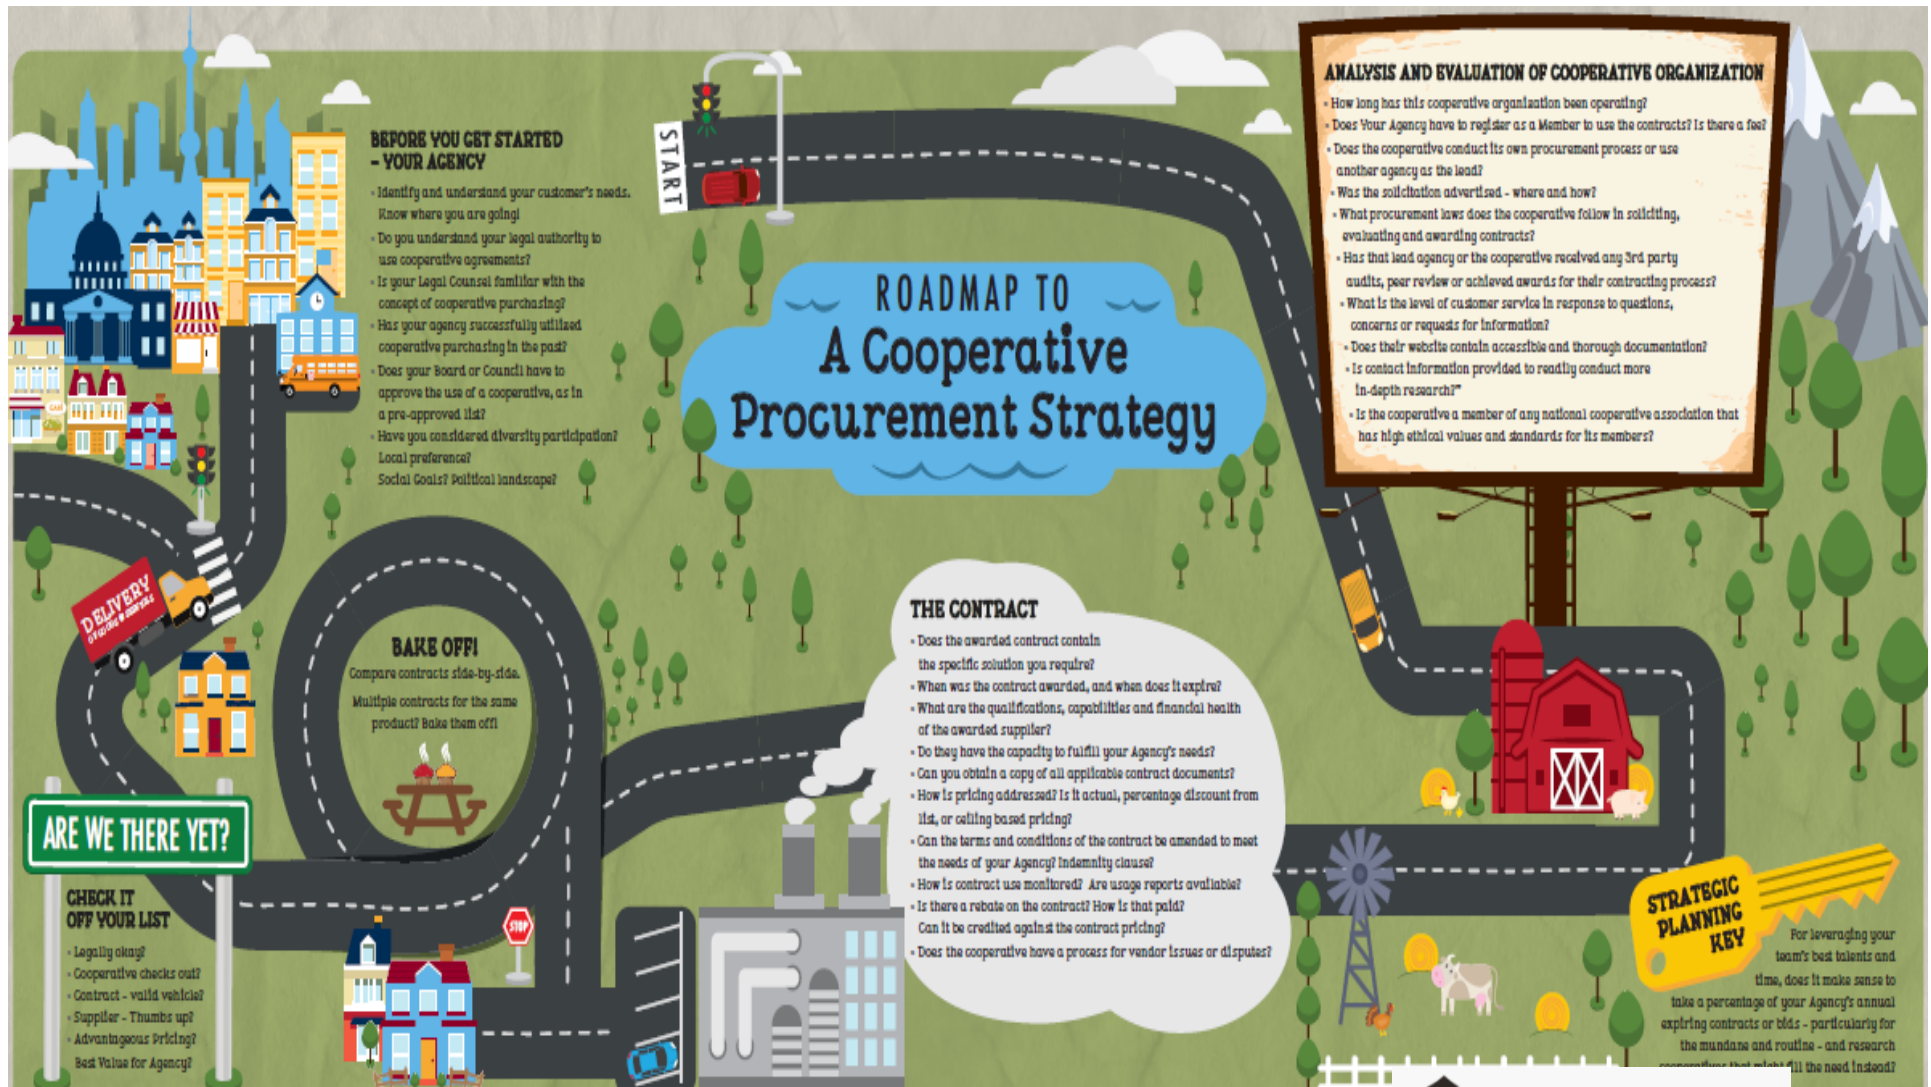 START
ROADMAP TO
A Cooperative
Procurement Strategy
BEFORE YOU GET STARTED
– YOUR AGENCY
• Identify and understand your customer's needs.
Know where you are going!
• Do you understand your legal authority to
use cooperative agreements?
• Is your Legal Counsel familiar with the
concept of cooperative purchasing?
• Has your agency successfully utilized
cooperative purchasing in the past?
• Does your Board or Council have to
approve the use of a cooperative, as in
a pre-approved list?
• Have you considered diversity participation?
Local preference?
Social Goals? Political landscape?
ANALYSIS AND EVALUATION OF COOPERATIVE ORGANIZATION
• How long has this cooperative organization been operating?
• Does Your Agency have to register as a Member to use the contracts? Is there a fee?
• Does the cooperative conduct its own procurement process or use
another agency as the lead?
• Was the solicitation advertised - where and how?
• What procurement laws does the cooperative follow in soliciting,
evaluating and awarding contracts?
• Has that lead agency or the cooperative received any 3rd party
audits, peer review or achieved awards for their contracting process?
• What is the level of customer service in response to questions,
concerns or requests for information?
• Does their website contain accessible and thorough documentation?
• Is contact information provided to readily conduct more
in-depth research?"
• Is the cooperative a member of any national cooperative association that
has high ethical values and standards for its members?
STRATEGIC
PLANNING
KEY
For leveraging your
team's best talents and
time, does it make sense to
take a percentage of your Agency's annual
expiring contracts or bids - particularly for
the mundane and routine - and research
cooperatives that might fill the need instead?
THE CONTRACT
• Does the awarded contract contain
the specific solution you require?
• When was the contract awarded, and when does it expire?
• What are the qualifications, capabilities and financial health
of the awarded supplier?
• Do they have the capacity to fulfill your Agency's needs?
• Can you obtain a copy of all applicable contract documents?
• How is pricing addressed? Is it actual, percentage discount from
list, or ceiling based pricing?
• Can the terms and conditions of the contract be amended to meet
the needs of your Agency? Indemnity clause?
• How is contract use monitored? Are usage reports available?
• Is there a rebate on the contract? How is that paid?
Can it be credited against the contract pricing?
• Does the cooperative have a process for vendor issues or disputes?
BAKE OFF!
Compare contracts side-by-side.
Multiple contracts for the same
product? Bake them off!
STOP
DELIVERY
OF GOODS & SERVICES
ARE WE THERE YET?
CHECK IT
OFF YOUR LIST
• Legally okay?
• Cooperative checks out?
• Contract - valid vehicle?
• Supplier - Thumbs up?
• Advantageous Pricing?
Best Value for Agency?